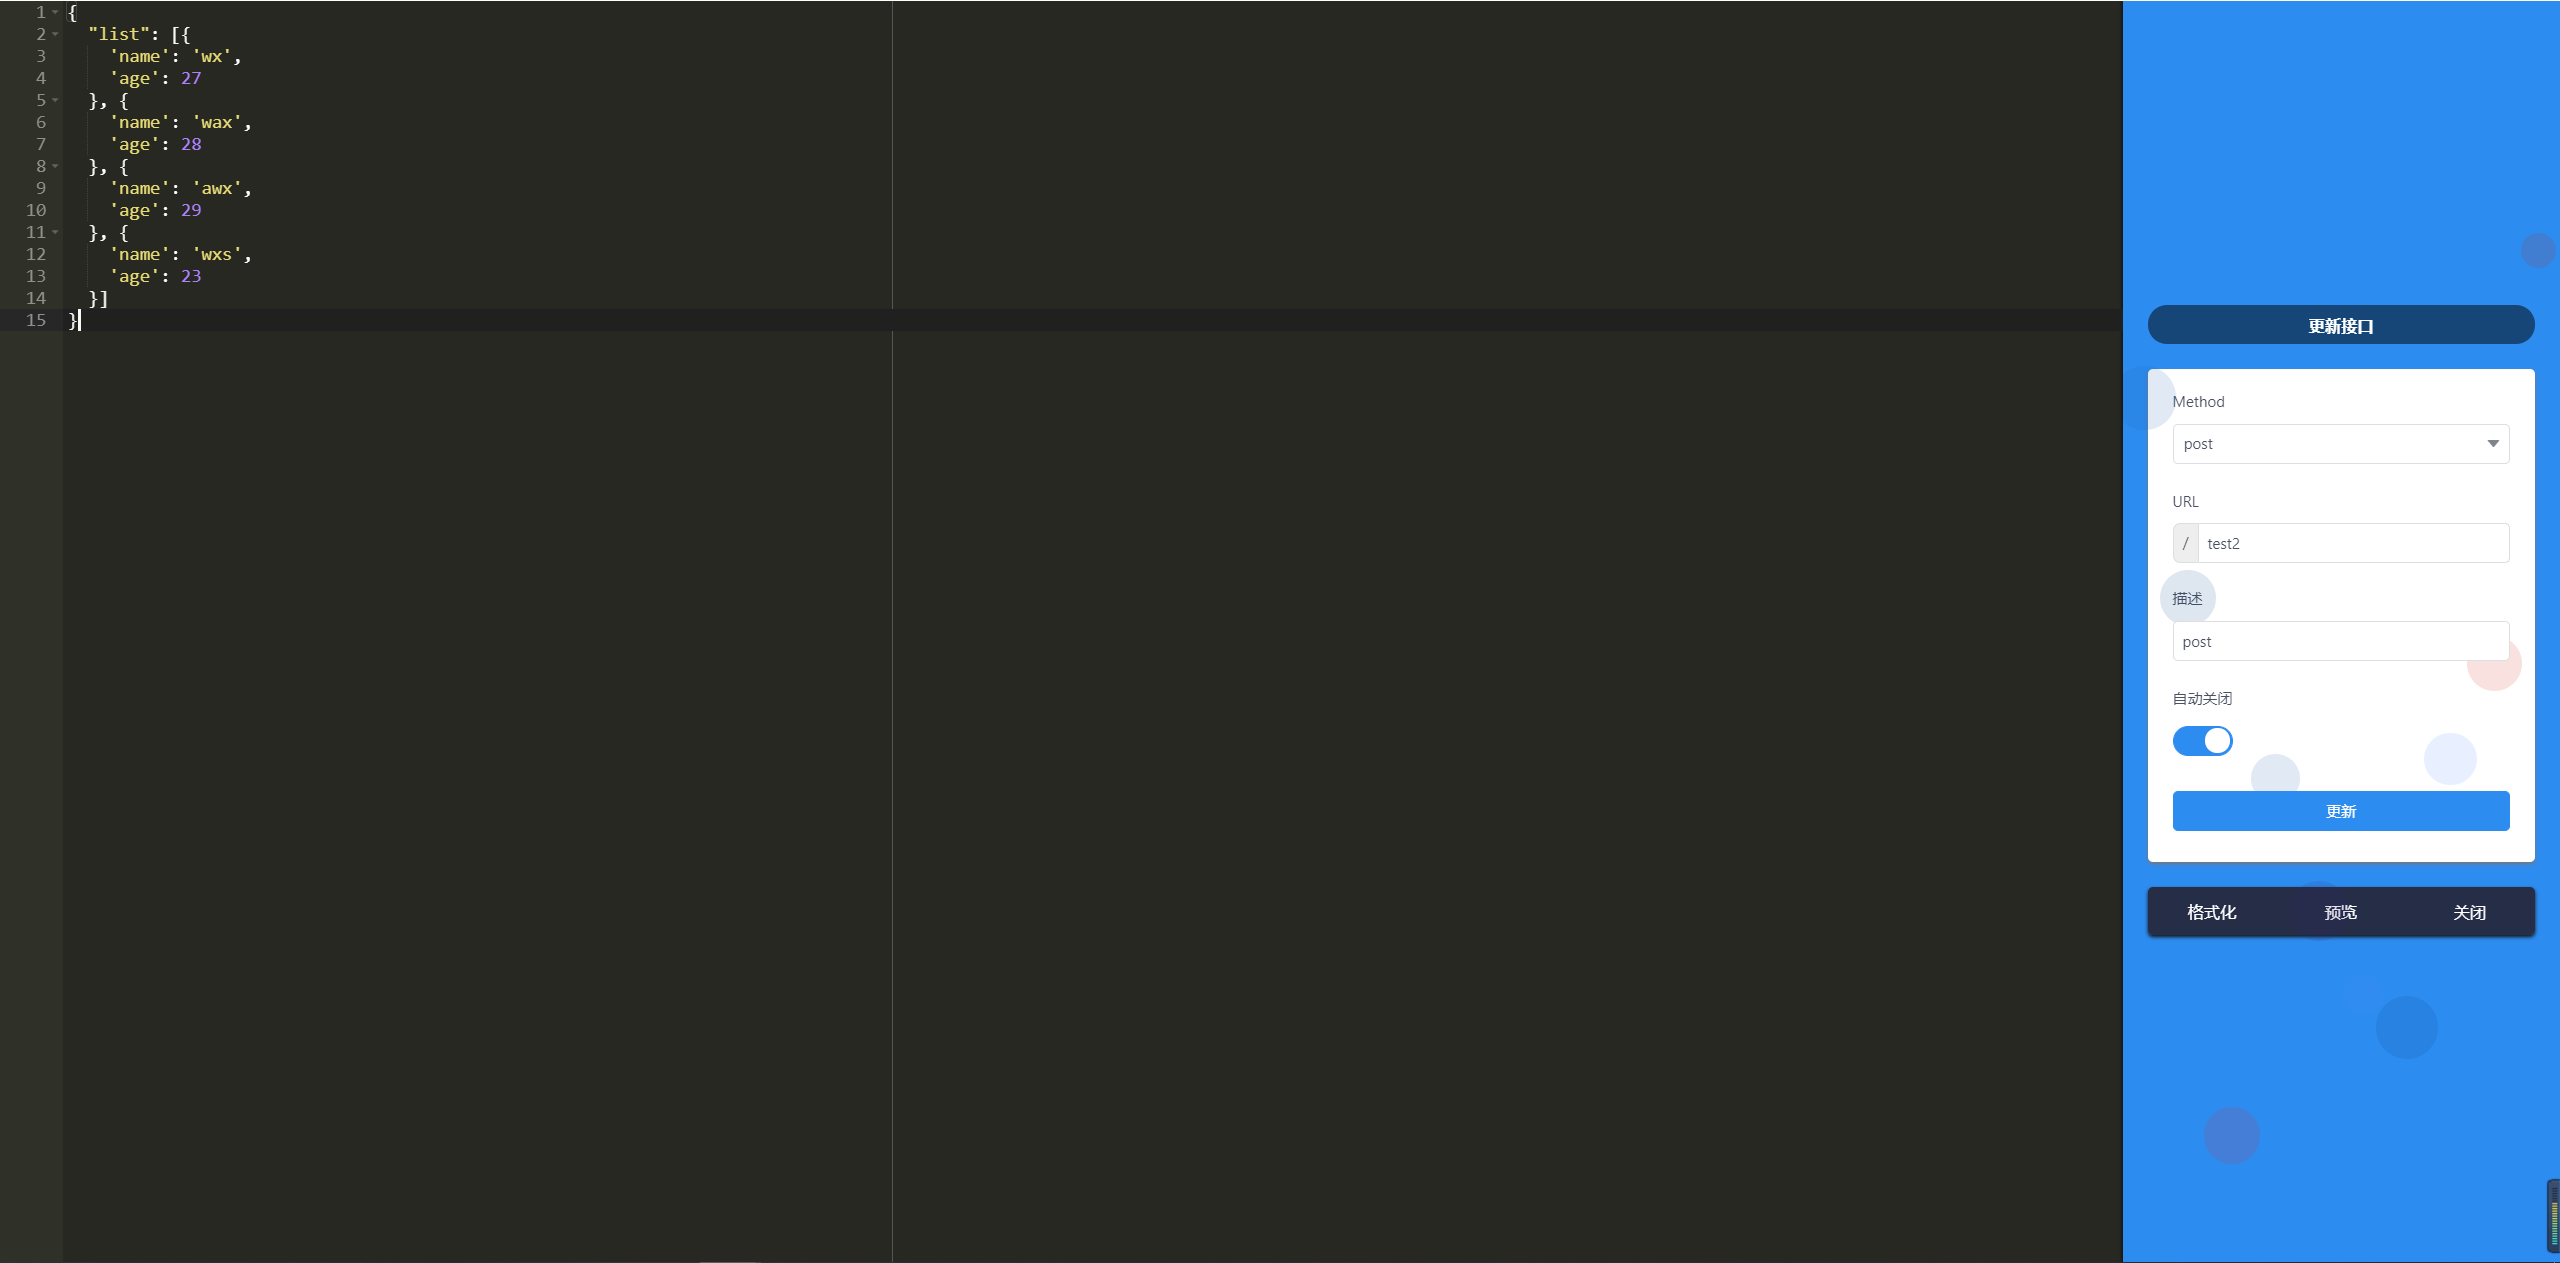 1 {
2 "list": [{
3 'name': 'wx',
4 'age': 27
5 }, {
6 'name': 'wax',
7 'age': 28
8 }, {
9 'name': 'awx',
10 'age': 29
11 }, {
12 'name': 'wxs',
13 'age': 23
14 }]
15 }
更新接口
Method
post
URL
/ test2
描述
post
自动关闭
更新
格式化 预览 关闭